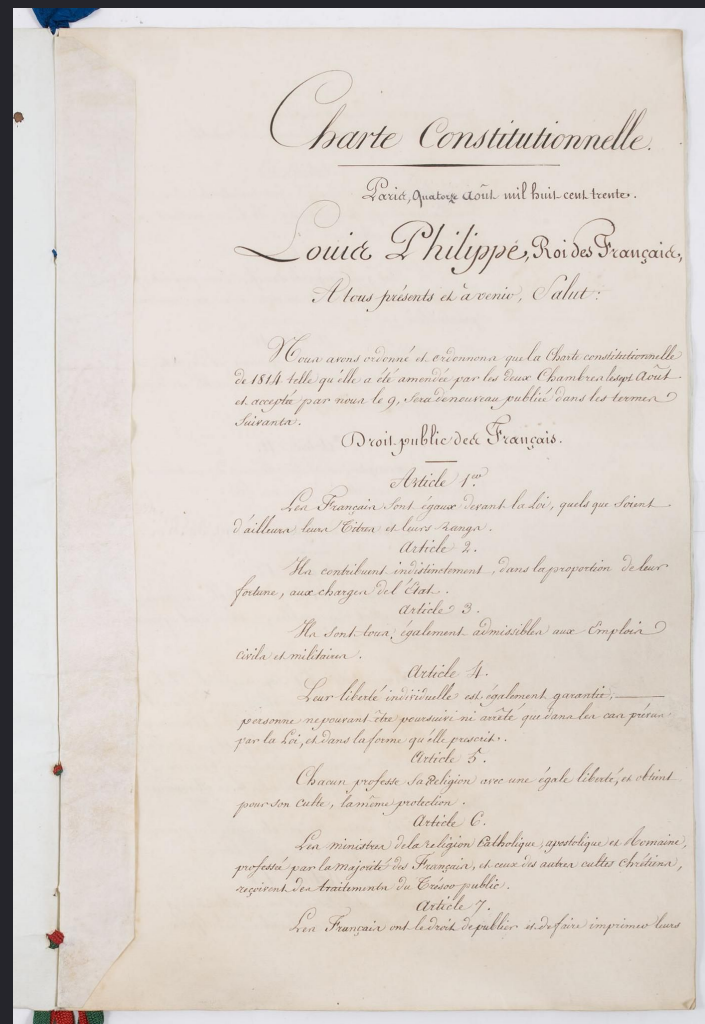 Charte Constitutionnelle.
Paris, Quatorze Août mil huit cent trente.
Louis Philippe, Roi des Français,
A tous présents et à venir, Salut:
Nous avons ordonné et ordonnons que la Charte constitutionnelle
de 1814 telle qu'elle a été amendée par les deux Chambres le sept Août
et acceptée par nous le 9, sera de nouveau publiée dans les termes
Suivants.
Droit public des Français.
Article 1er.
Les Français sont égaux devant la Loi, quels que soient
d'ailleurs leurs Titres et leurs Rangs.
Article 2.
Ils contribuent indistinctement, dans la proportion de leur
fortune, aux charges de l'État.
Article 3.
Ils sont tous également admissibles aux Emplois
civils et militaires.
Article 4.
Leur liberté individuelle est également garantie;
personne ne pouvant être poursuivi ni arrêté que dans les cas prévus
par la Loi, et dans la forme qu'elle prescrit.
Article 5.
Chacun professe sa Religion avec une égale liberté, et obtient
pour son culte, la même protection.
Article 6.
Les ministres de la religion Catholique, apostolique et Romaine,
professée par la majorité des Français, et ceux des autres cultes Chrétiens,
reçoivent des traitements du Trésor public.
Article 7.
Les Français ont le droit de publier et de faire imprimer leurs